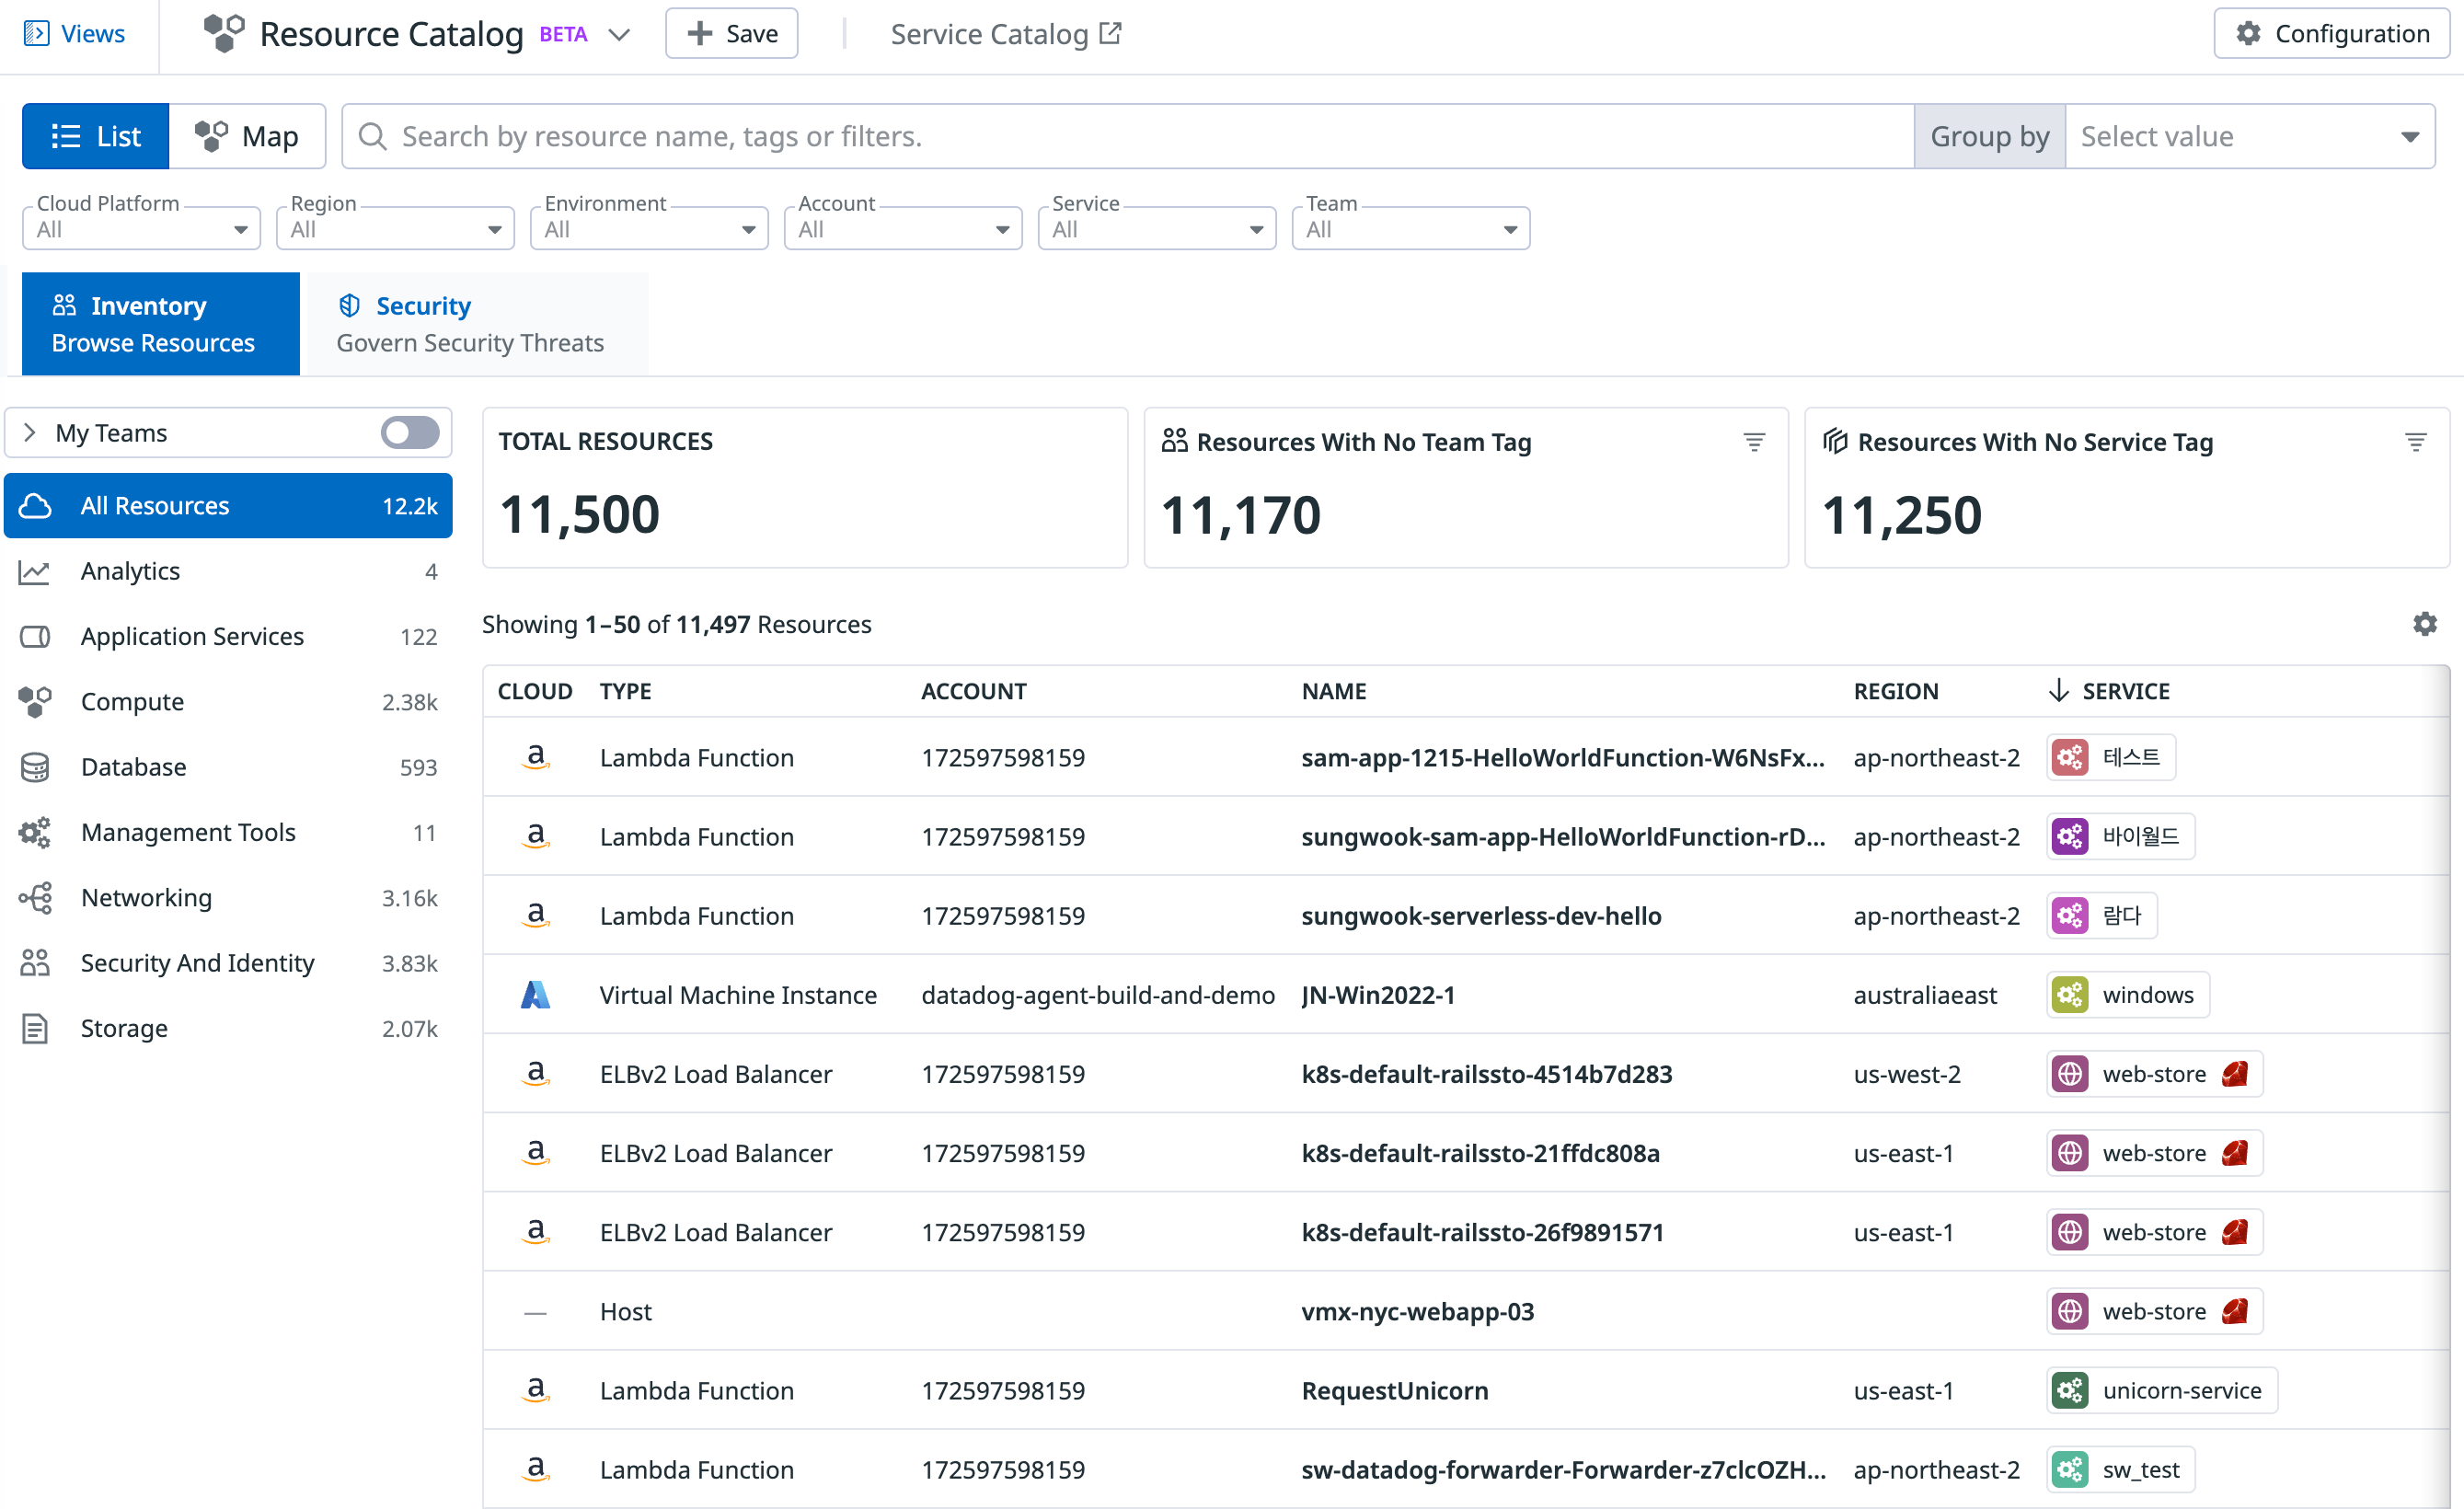 Views
Resource Catalog BETA
Save
Service Catalog
Configuration
List
Map
Search by resource name, tags or filters.
Group by
Select value
Cloud Platform
All
Region
All
Environment
All
Account
All
Service
All
Team
All
Inventory
Browse Resources
Security
Govern Security Threats
My Teams
All Resources 12.2k
Analytics 4
Application Services 122
Compute 2.38k
Database 593
Management Tools 11
Networking 3.16k
Security And Identity 3.83k
Storage 2.07k
TOTAL RESOURCES
11,500
Resources With No Team Tag
11,170
Resources With No Service Tag
11,250
Showing 1–50 of 11,497 Resources
CLOUD TYPE ACCOUNT NAME REGION SERVICE
Lambda Function 172597598159 sam-app-1215-HelloWorldFunction-W6NsFx... ap-northeast-2 테스트
Lambda Function 172597598159 sungwook-sam-app-HelloWorldFunction-rD... ap-northeast-2 바이월드
Lambda Function 172597598159 sungwook-serverless-dev-hello ap-northeast-2 람다
Virtual Machine Instance datadog-agent-build-and-demo JN-Win2022-1 australiaeast windows
ELBv2 Load Balancer 172597598159 k8s-default-railssto-4514b7d283 us-west-2 web-store
ELBv2 Load Balancer 172597598159 k8s-default-railssto-21ffdc808a us-east-1 web-store
ELBv2 Load Balancer 172597598159 k8s-default-railssto-26f9891571 us-east-1 web-store
— Host vmx-nyc-webapp-03 web-store
Lambda Function 172597598159 RequestUnicorn us-east-1 unicorn-service
Lambda Function 172597598159 sw-datadog-forwarder-Forwarder-z7clcOZH... ap-northeast-2 sw_test